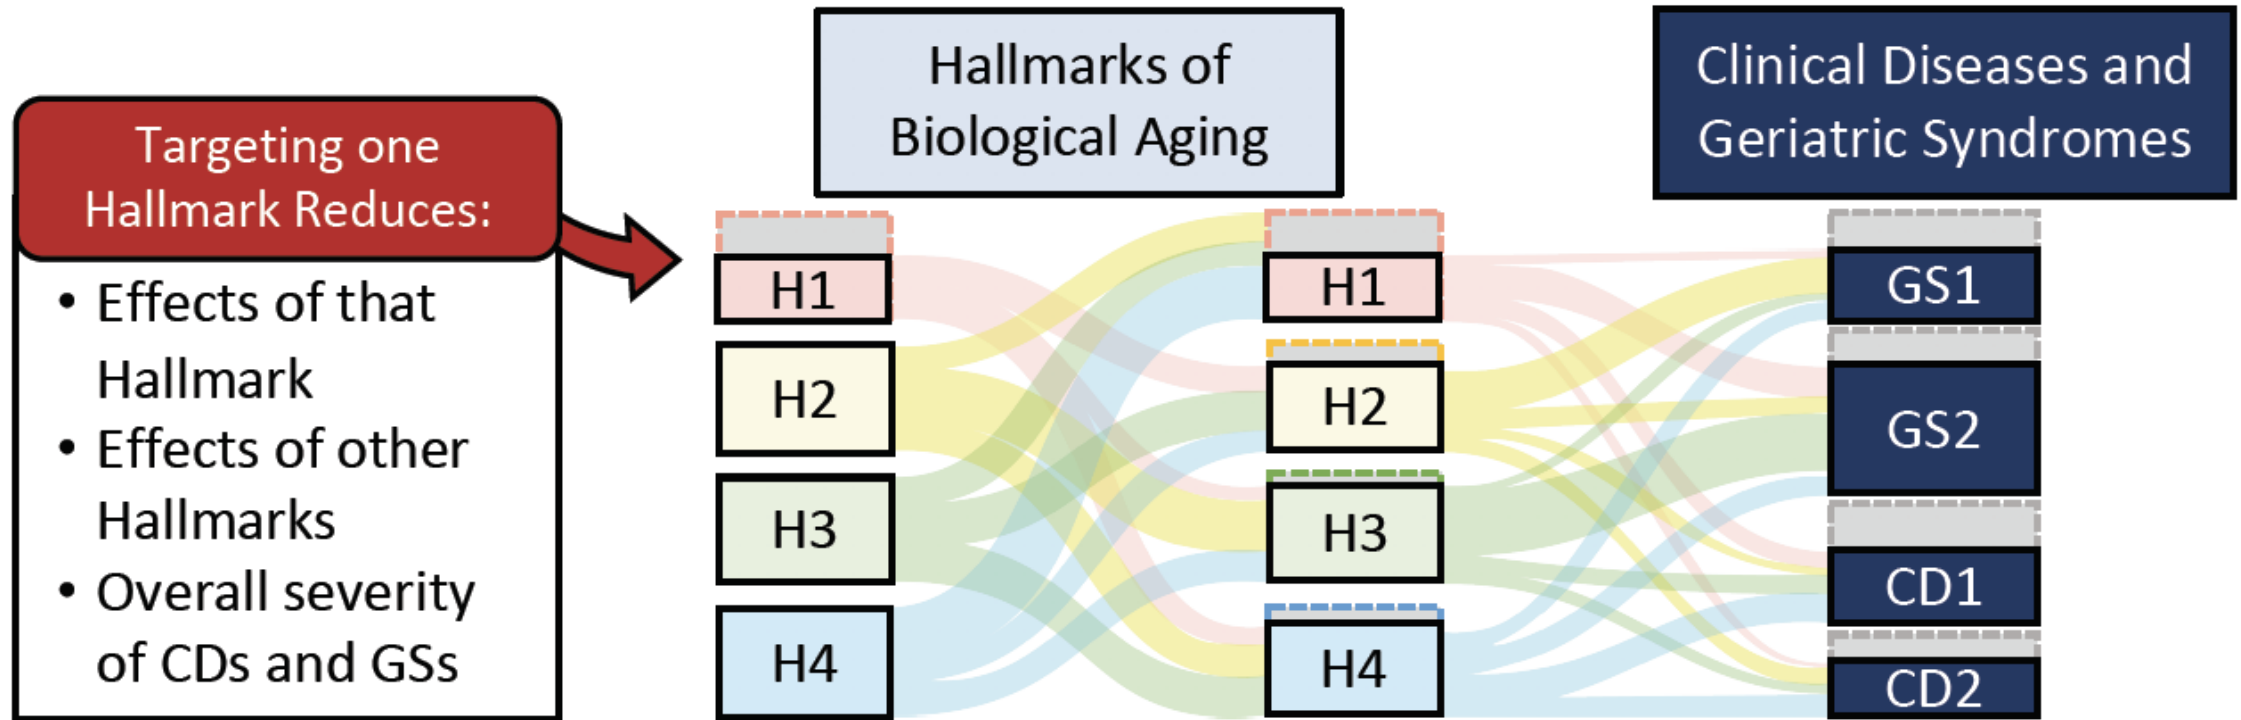 Targeting one
Hallmark Reduces:
• Effects of that
Hallmark
• Effects of other
Hallmarks
• Overall severity
of CDs and GSs
Hallmarks of
Biological Aging
Clinical Diseases and
Geriatric Syndromes
H1
H2
H3
H4
H1
H2
H3
H4
GS1
GS2
CD1
CD2